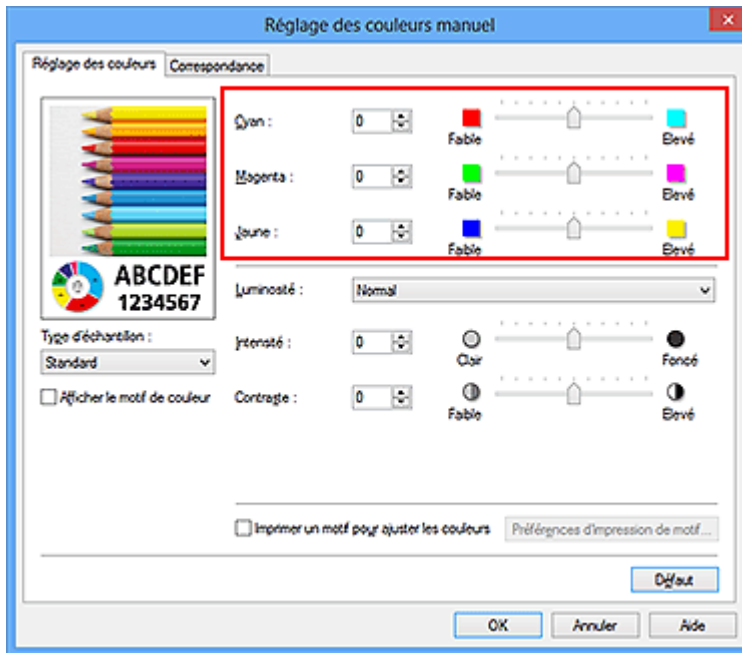 Réglage des couleurs manuel
Réglage des couleurs
Correspondance
Cyan :
0
Faible
Elevé
Magenta :
0
Faible
Elevé
Jaune :
0
Faible
Elevé
ABCDEF
1234567
Luminosité :
Normal
Type d'échantillon :
Standard
Intensité :
0
Clair
Foncé
Afficher le motif de couleur
Contraste :
0
Faible
Elevé
Imprimer un motif pour ajuster les couleurs
Préférences d'impression de motif...
Défaut
OK
Annuler
Aide